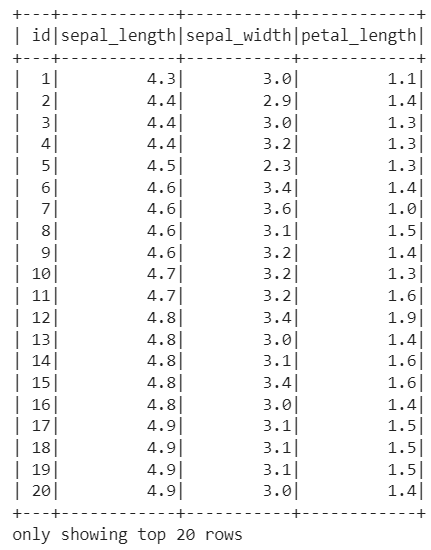 +---+------------+-----------+------------+
| id|sepal_length|sepal_width|petal_length|
+---+------------+-----------+------------+
|  1|         4.3|        3.0|         1.1|
|  2|         4.4|        2.9|         1.4|
|  3|         4.4|        3.0|         1.3|
|  4|         4.4|        3.2|         1.3|
|  5|         4.5|        2.3|         1.3|
|  6|         4.6|        3.4|         1.4|
|  7|         4.6|        3.6|         1.0|
|  8|         4.6|        3.1|         1.5|
|  9|         4.6|        3.2|         1.4|
| 10|         4.7|        3.2|         1.3|
| 11|         4.7|        3.2|         1.6|
| 12|         4.8|        3.4|         1.9|
| 13|         4.8|        3.0|         1.4|
| 14|         4.8|        3.1|         1.6|
| 15|         4.8|        3.4|         1.6|
| 16|         4.8|        3.0|         1.4|
| 17|         4.9|        3.1|         1.5|
| 18|         4.9|        3.1|         1.5|
| 19|         4.9|        3.1|         1.5|
| 20|         4.9|        3.0|         1.4|
+---+------------+-----------+------------+
only showing top 20 rows